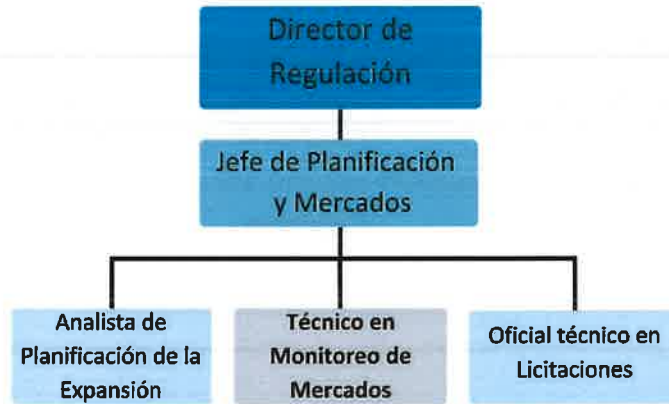 Director de
Regulación
Jefe de Planificación
y Mercados
Analista de
Planificación de la
Expansión
Técnico en
Monitoreo de
Mercados
Oficial técnico en
Licitaciones